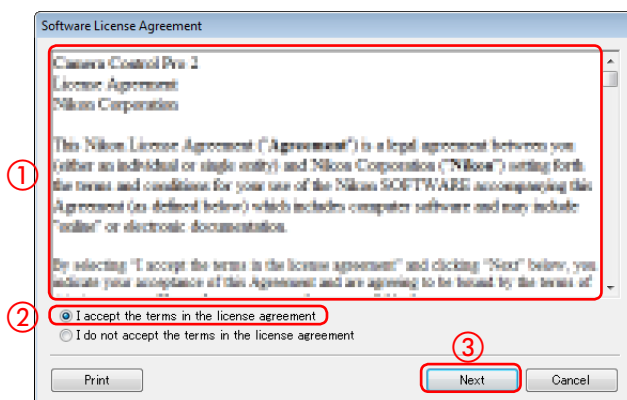 Software License Agreement
Camera Control Pro 2
License Agreement
Nikon Corporation
This Nikon License Agreement ("Agreement") is a legal agreement between you
(either an individual or single entity) and Nikon Corporation ("Nikon") setting forth
the terms and conditions for your use of the Nikon SOFTWARE accompanying this
Agreement (as defined below) which includes computer software and may include
"online" or electronic documentation.
By selecting "I accept the terms in the license agreement" and clicking "Next" below, you
indicate your acceptance of this Agreement and are agreeing to be bound by the terms of
①
② I accept the terms in the license agreement
I do not accept the terms in the license agreement
③
Print Next Cancel